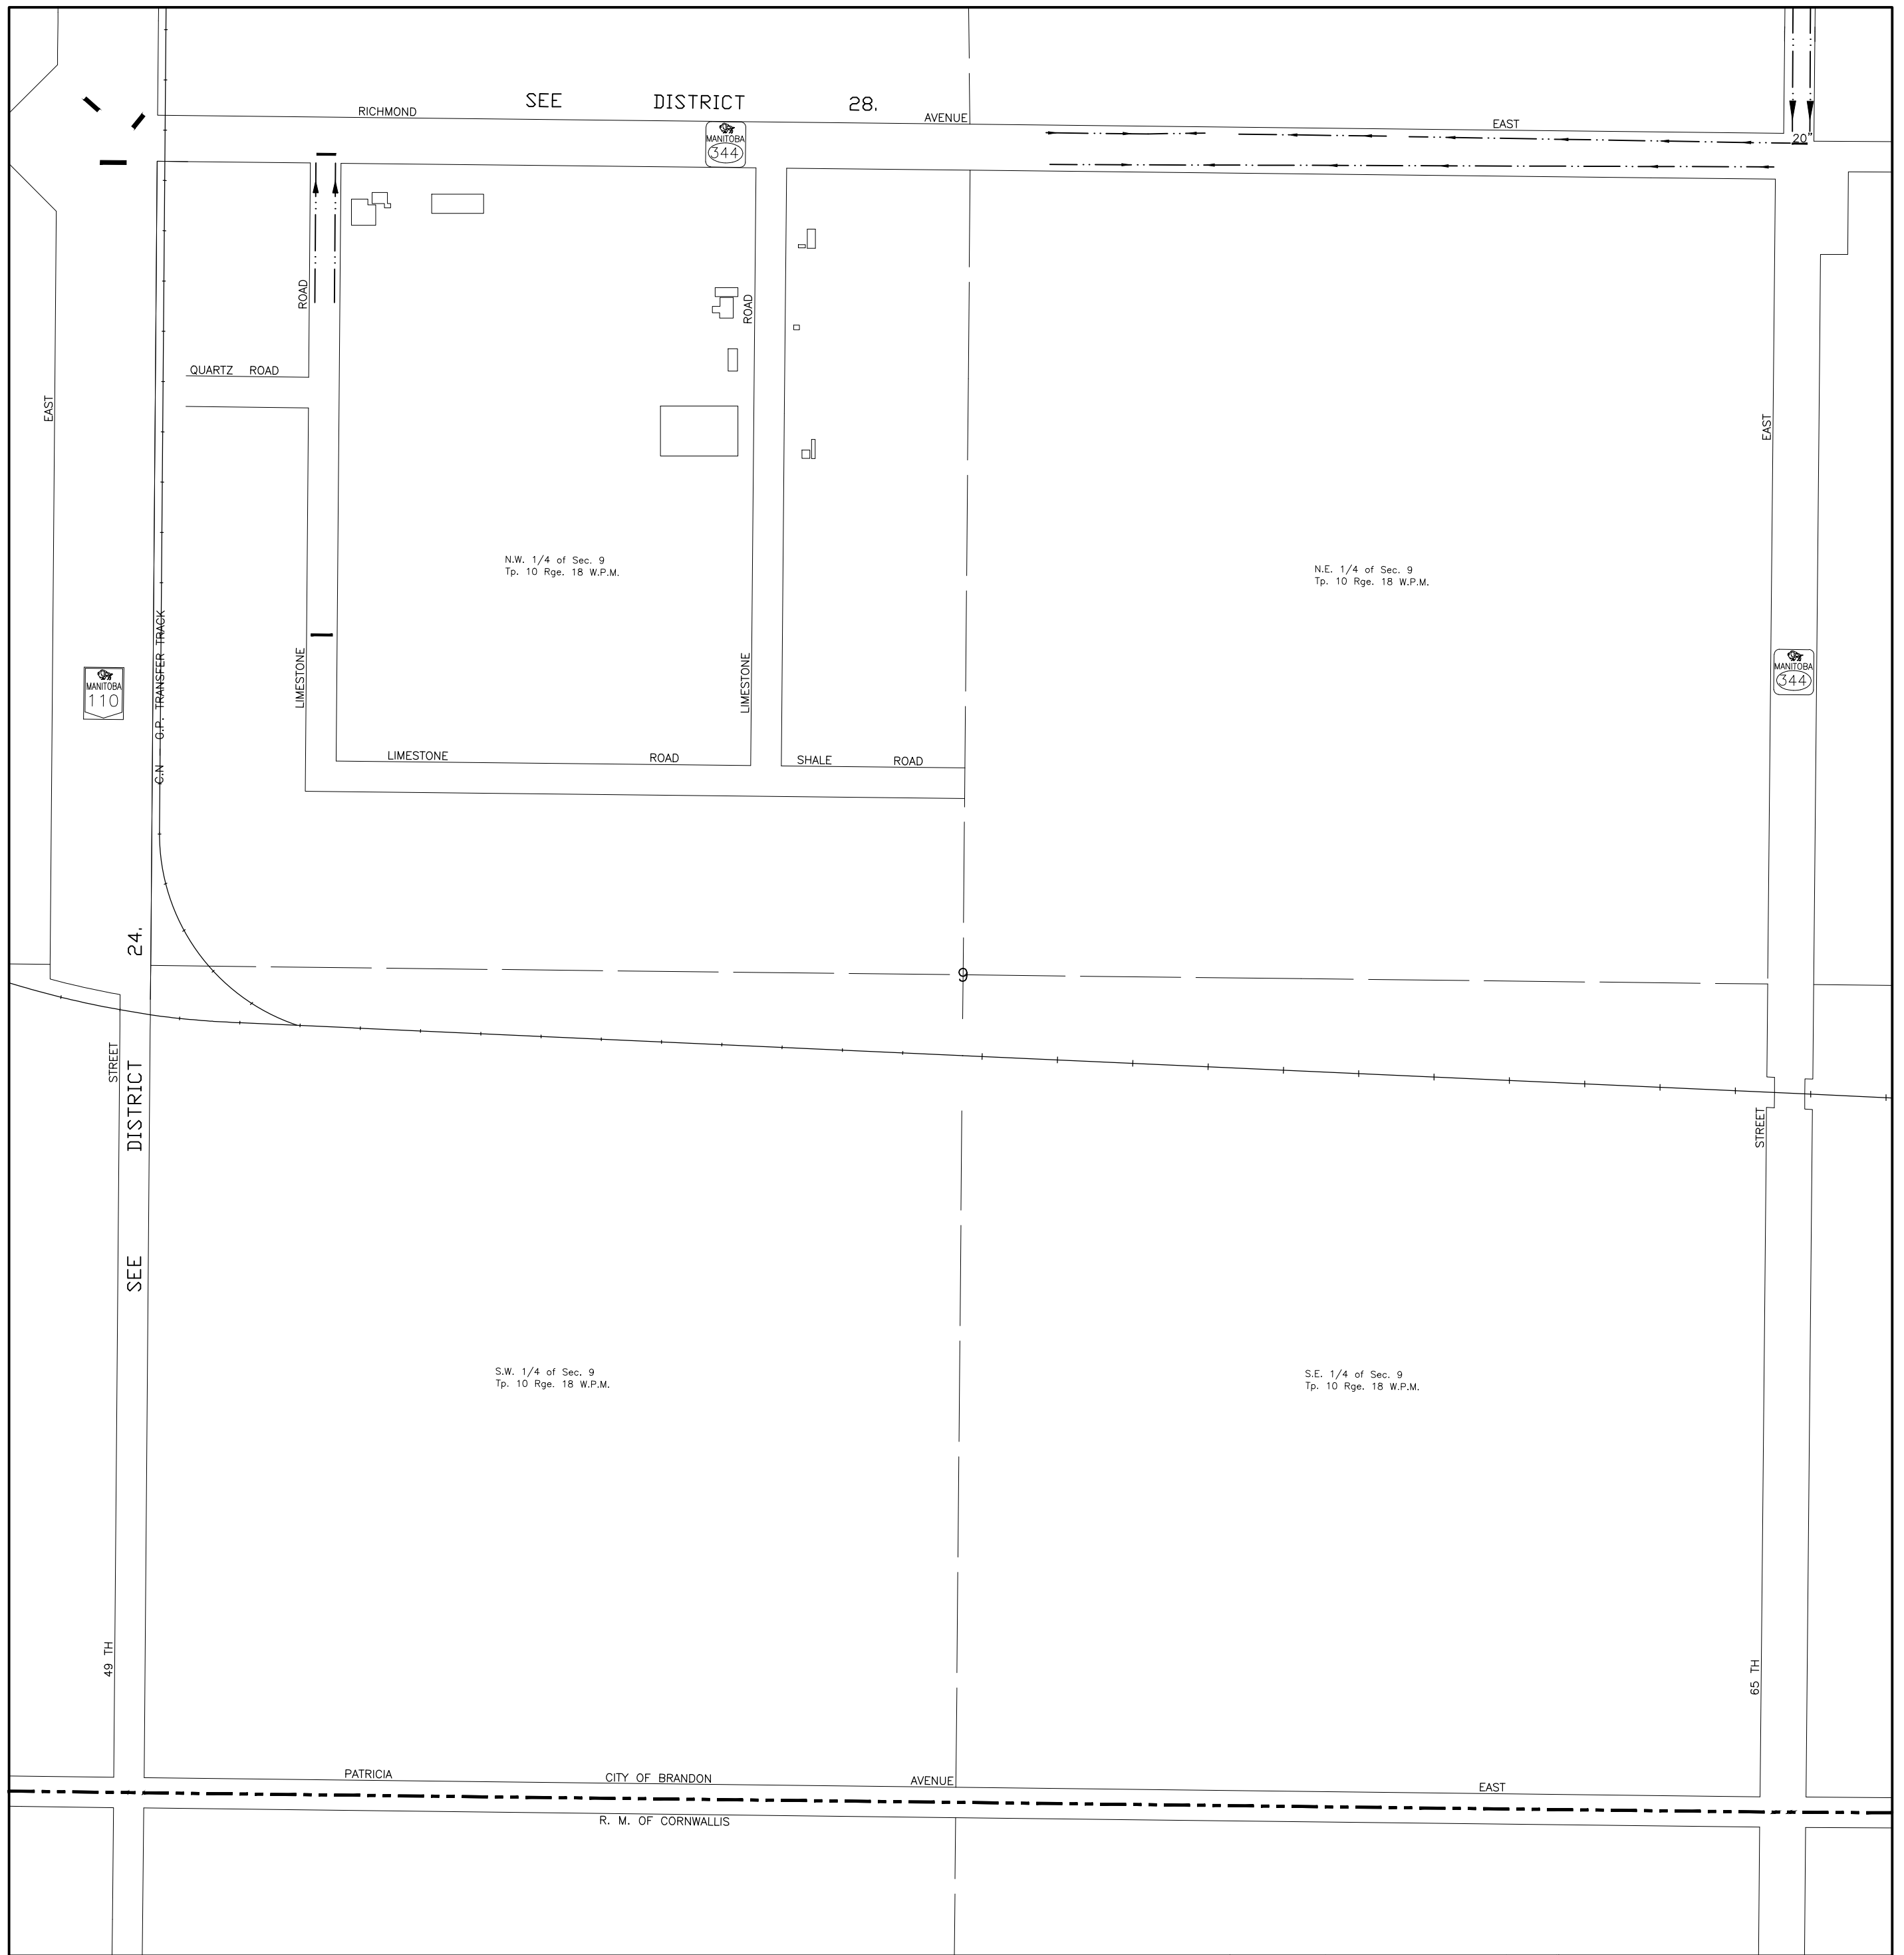 SEE DISTRICT 28.
RICHMOND AVENUE EAST
MANITOBA
344
20"
ROAD
ROAD
QUARTZ ROAD
EAST
EAST
N.W. 1/4 of Sec. 9
Tp. 10 Rge. 18 W.P.M.
N.E. 1/4 of Sec. 9
Tp. 10 Rge. 18 W.P.M.
C.N - C.P. TRANSFER TRACK
LIMESTONE
LIMESTONE
MANITOBA
110
MANITOBA
344
LIMESTONE ROAD
SHALE ROAD
9
SEE DISTRICT 24.
STREET
STREET
S.W. 1/4 of Sec. 9
Tp. 10 Rge. 18 W.P.M.
S.E. 1/4 of Sec. 9
Tp. 10 Rge. 18 W.P.M.
49 TH
65 TH
PATRICIA AVENUE EAST
CITY OF BRANDON
R. M. OF CORNWALLIS